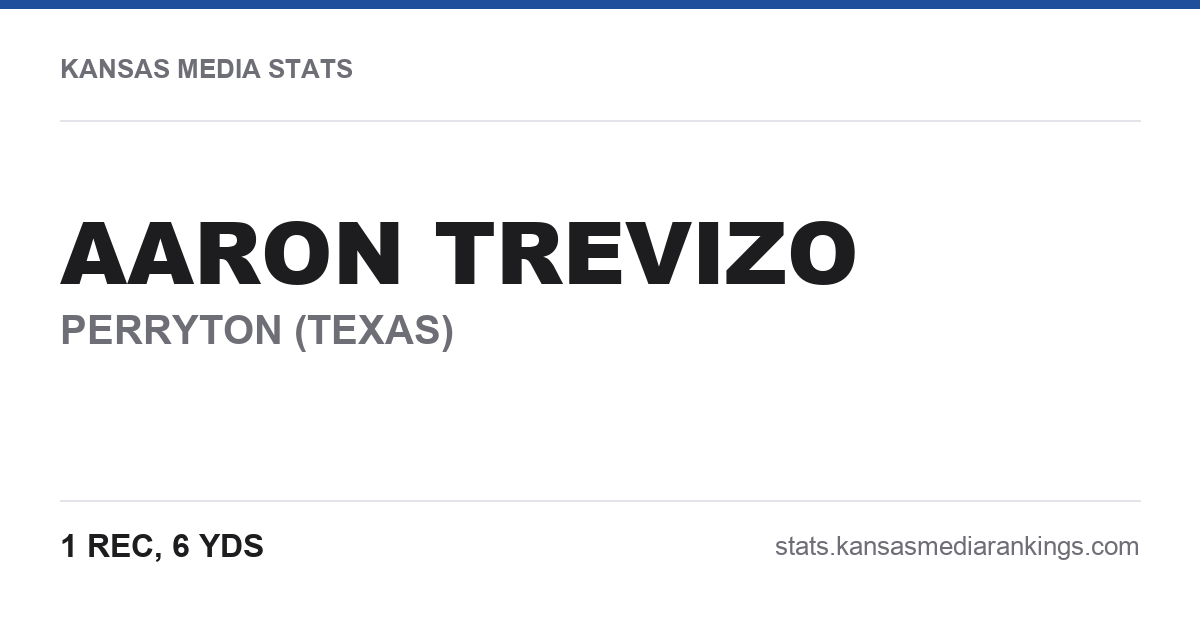 KANSAS MEDIA STATS
AARON TREVIZO
PERRYTON (TEXAS)
1 REC, 6 YDS
stats.kansasmediarankings.com